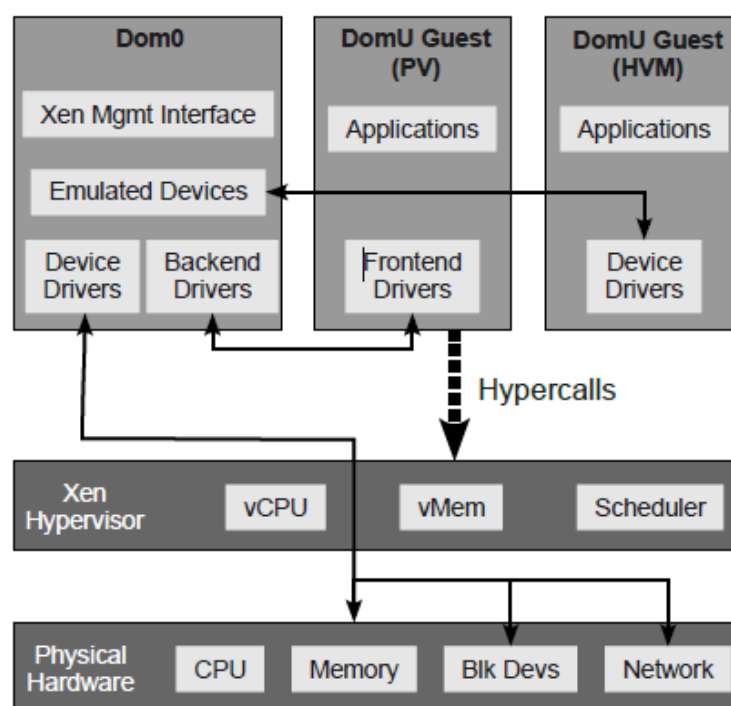 Dom0
Xen Mgmt Interface
Emulated Devices
Device
Drivers
Backend
Drivers
DomU Guest
(PV)
Applications
Frontend
Drivers
DomU Guest
(HVM)
Applications
Device
Drivers
Hypercalls
Xen
Hypervisor
vCPU
vMem
Scheduler
Physical
Hardware
CPU
Memory
Blk Devs
Network